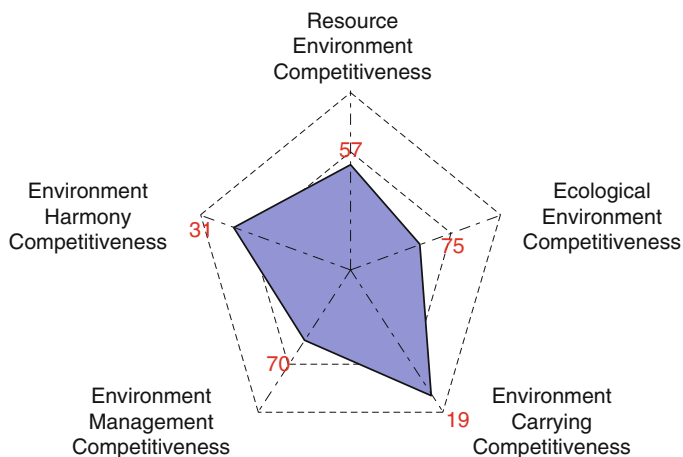 Resource
Environment
Competitiveness
57
Environment
Harmony
Competitiveness
31
Ecological
Environment
Competitiveness
75
70
Environment
Management
Competitiveness
19
Environment
Carrying
Competitiveness